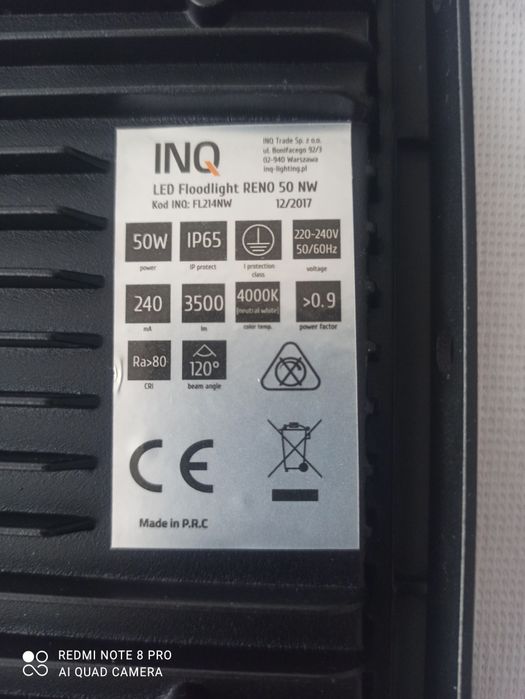 INQ
INQ Trade Sp. z o.o.
ul. Bonifacego 92/3
02-940 Warszawa
inq-lighting.pl
LED Floodlight RENO 50 NW
Kod INQ: FL214NW 12/2017
50W
power
IP65
IP protect
I protection
class
220-240V
50/60Hz
voltage
240
mA
3500
lm
4000K
(neutral white)
color temp.
>0.9
power factor
Ra>80
CRI
120°
beam angle
CE
Made in P.R.C
REDMI NOTE 8 PRO
AI QUAD CAMERA